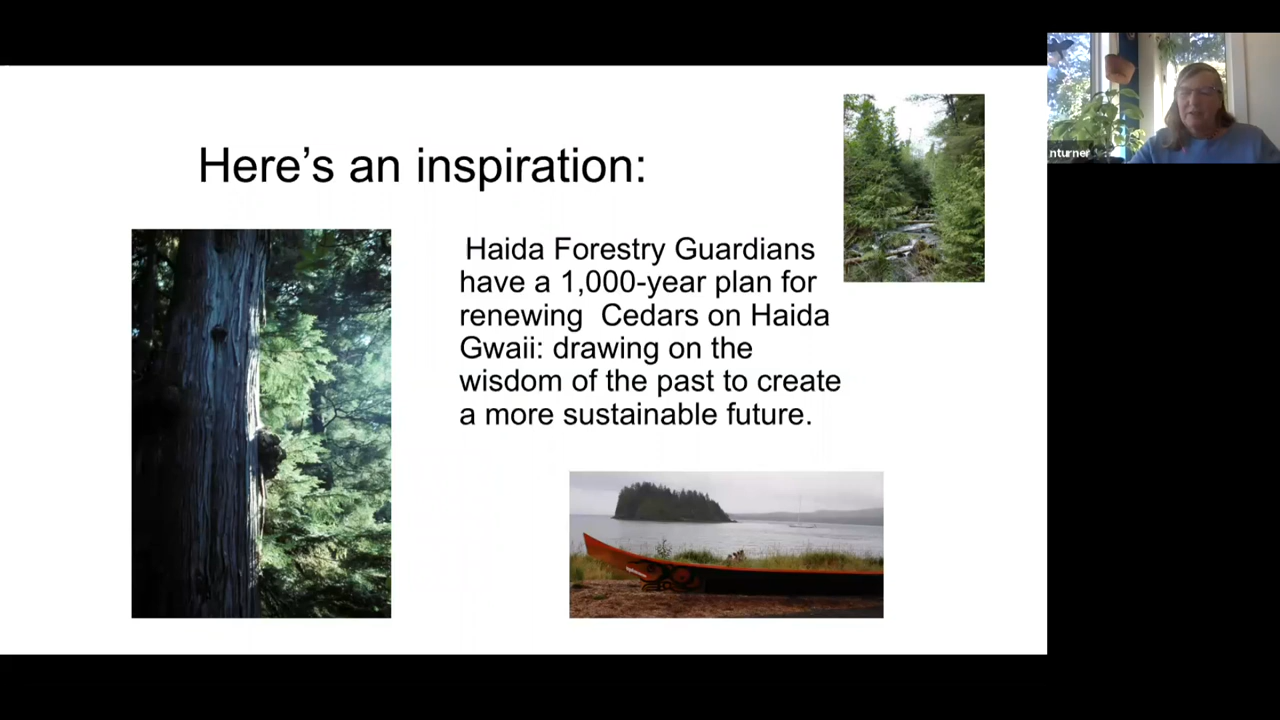 Here’s an inspiration:
Haida Forestry Guardians
have a 1,000-year plan for
renewing  Cedars on Haida
Gwaii: drawing on the
wisdom of the past to create
a more sustainable future.
nturner